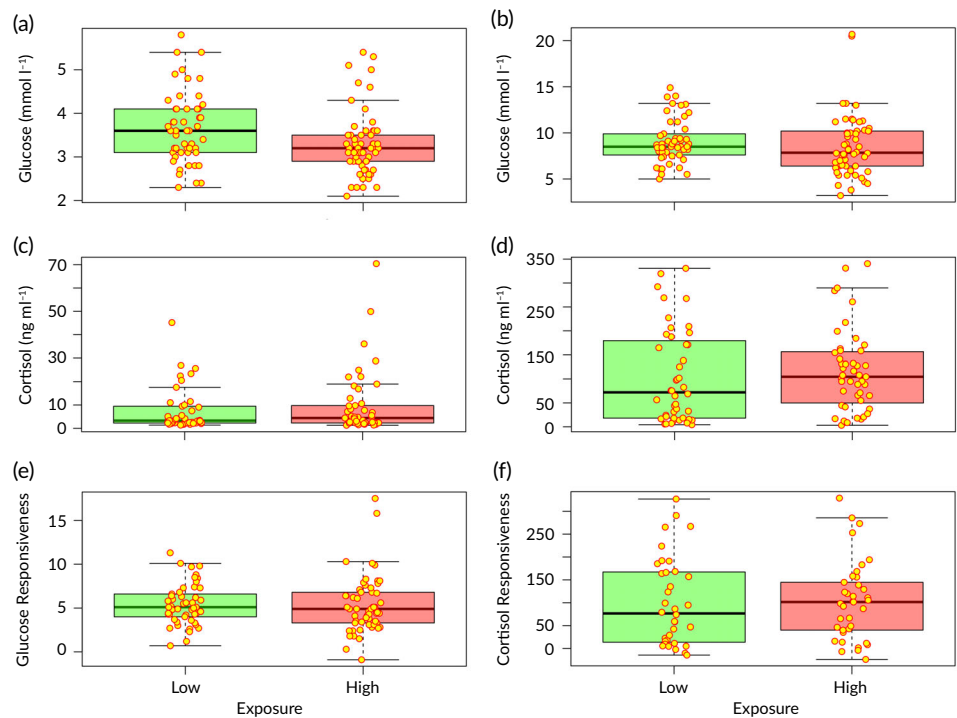 (a)
Glucose (mmol l⁻¹)
5
4
3
2
(b)
Glucose (mmol l⁻¹)
20
15
10
5
(c)
Cortisol (ng ml⁻¹)
70
50
30
10
0
(d)
Cortisol (ng ml⁻¹)
350
250
150
100
50
0
(e)
Glucose Responsiveness
15
10
5
0
Low
High
Exposure
(f)
Cortisol Responsiveness
250
150
100
50
0
Low
High
Exposure